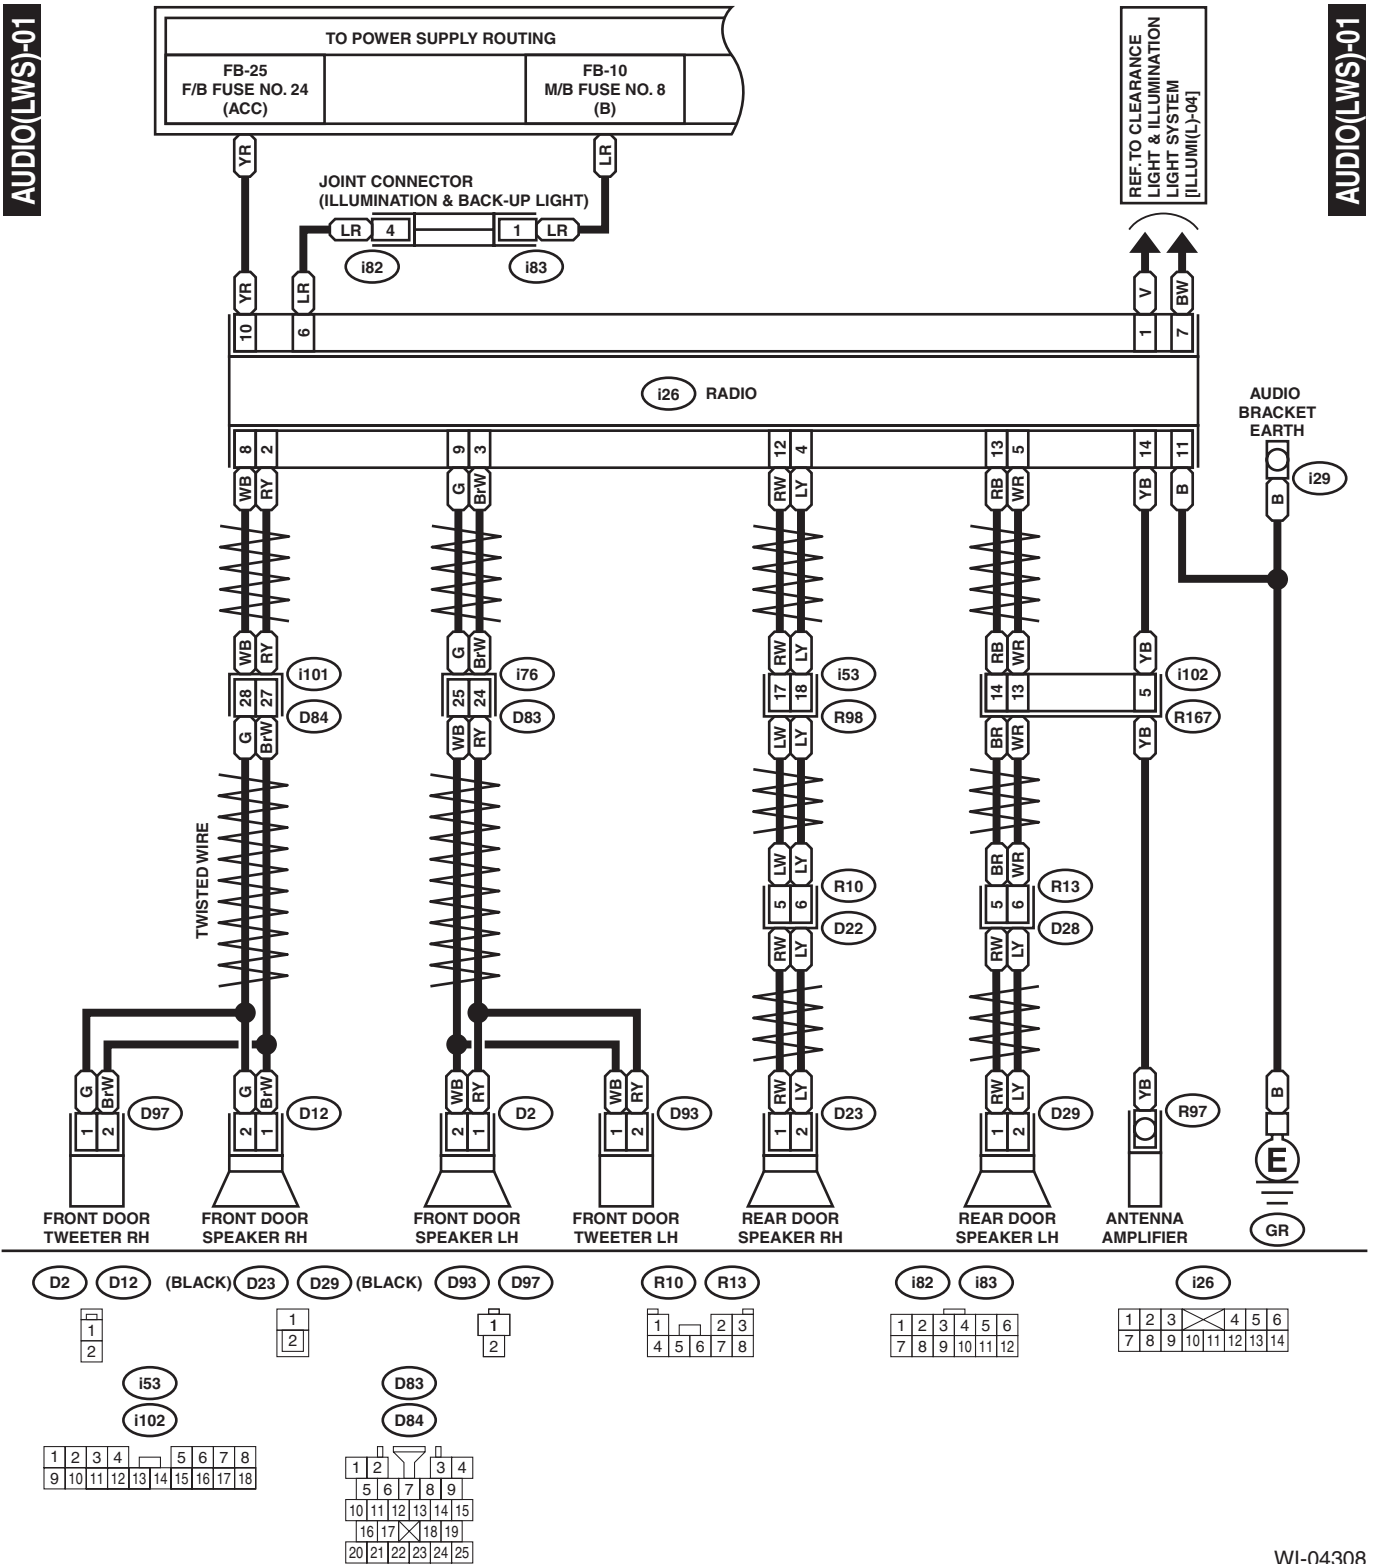 AUDIO(LWS)-01
AUDIO(LWS)-01
TO POWER SUPPLY ROUTING
FB-25
F/B FUSE NO. 24
(ACC)
FB-10
M/B FUSE NO. 8
(B)
REF. TO CLEARANCE
LIGHT & ILLUMINATION
LIGHT SYSTEM
[ILLUMI(L)-04]
YR
LR
JOINT CONNECTOR
(ILLUMINATION & BACK-UP LIGHT)
LR 4 1 LR
i82 i83
YR LR V BW
10 6 1 7
i26 RADIO
AUDIO
BRACKET
EARTH
i29
8 2 9 3 12 4 13 5 14 11
WB RY G BrW RW LY RB WR YB B B
WB RY G BrW RW LY RB WR YB
i101 i76 i53 i102
28 27 25 24 17 18 14 13 5
D84 D83 R98 R167
G BrW WB RY LW LY BR WR YB
TWISTED WIRE
LW LY BR WR
R10 R13
5 6 5 6
D22 D28
RW LY RW LY
G BrW G BrW WB RY WB RY RW LY RW LY YB B
D97 D12 D2 D93 D23 D29 R97
1 2 2 1 2 1 1 2 1 2 1 2
E
FRONT DOOR
TWEETER RH
FRONT DOOR
SPEAKER RH
FRONT DOOR
SPEAKER LH
FRONT DOOR
TWEETER LH
REAR DOOR
SPEAKER RH
REAR DOOR
SPEAKER LH
ANTENNA
AMPLIFIER
GR
D2 D12 (BLACK) D23 D29 (BLACK) D93 D97 R10 R13 i82 i83 i26
1
2
1
2
1
2
1 2 3
4 5 6 7 8
1 2 3 4 5 6
7 8 9 10 11 12
1 2 3 4 5 6
7 8 9 10 11 12 13 14
i53
i102
1 2 3 4 5 6 7 8
9 10 11 12 13 14 15 16 17 18
D83
D84
1 2 3 4
5 6 7 8 9
10 11 12 13 14 15
16 17 18 19
20 21 22 23 24 25
WI-04308